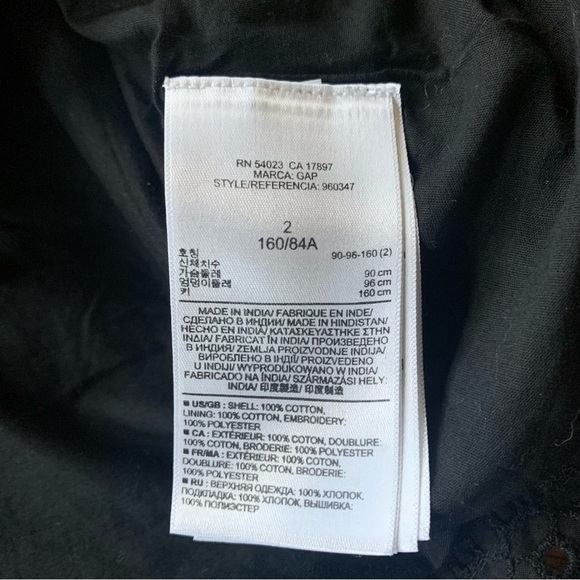 RN 54023 CA 17897
MARCA: GAP
STYLE/REFERENCIA: 960347
2
160/84A
호칭 90-96-160 (2)
신체치수
가슴둘레 90 cm
엉덩이둘레 96 cm
키 160 cm
MADE IN INDIA/ FABRIQUE EN INDE/
СДЕЛАНО В ИНДИИ/ MADE IN HINDISTAN/
HECHO EN INDIA/ ΚΑΤΑΣΚΕΥΑΣΤΗΚΕ ΣΤΗΝ
ΙΝΔΙΑ/ FABRICAT ÎN INDIA/ ПРОИЗВЕДЕНО
В ИНДИЯ/ ZEMLJA PROIZVODNJE INDIJA/
ВИРОБЛЕНО В ІНДІЇ/ PROIZVEDENO
U INDIJI/ WYPRODUKOWANO W INDIAI/
FABRICADO NA ÍNDIA/ SZÁRMAZÁSI HELY:
INDIA/ 印度製造/ 印度制造
■ US/GB : SHELL: 100% COTTON,
LINING: 100% COTTON, EMBROIDERY:
100% POLYESTER
■ CA : EXTÉRIEUR: 100% COTON, DOUBLURE:
100% COTON, BRODERIE: 100% POLYESTER
■ FR/MA : EXTÉRIEUR: 100% COTON,
DOUBLURE: 100% COTON, BRODERIE: 100%
POLYESTER
■ RU : ВЕРХНЯЯ ОДЕЖДА: 100% ХЛОПОК,
ПОДКЛАДКА: 100% ХЛОПОК, ВЫШИВКА:
100% ПОЛИЭСТЕР